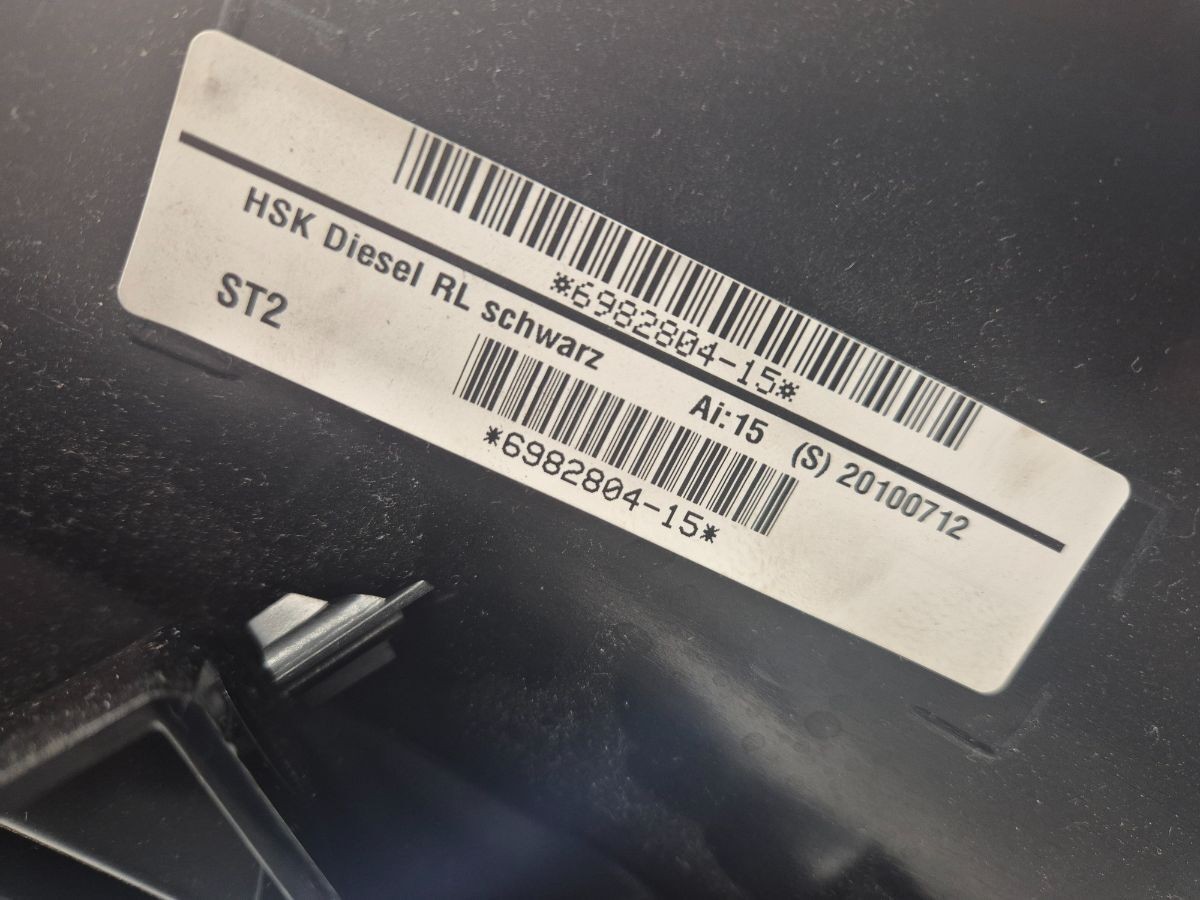 *6982804-15*
HSK Diesel RL schwarz Ai:15 (S) 20100712
ST2
*6982804-15*